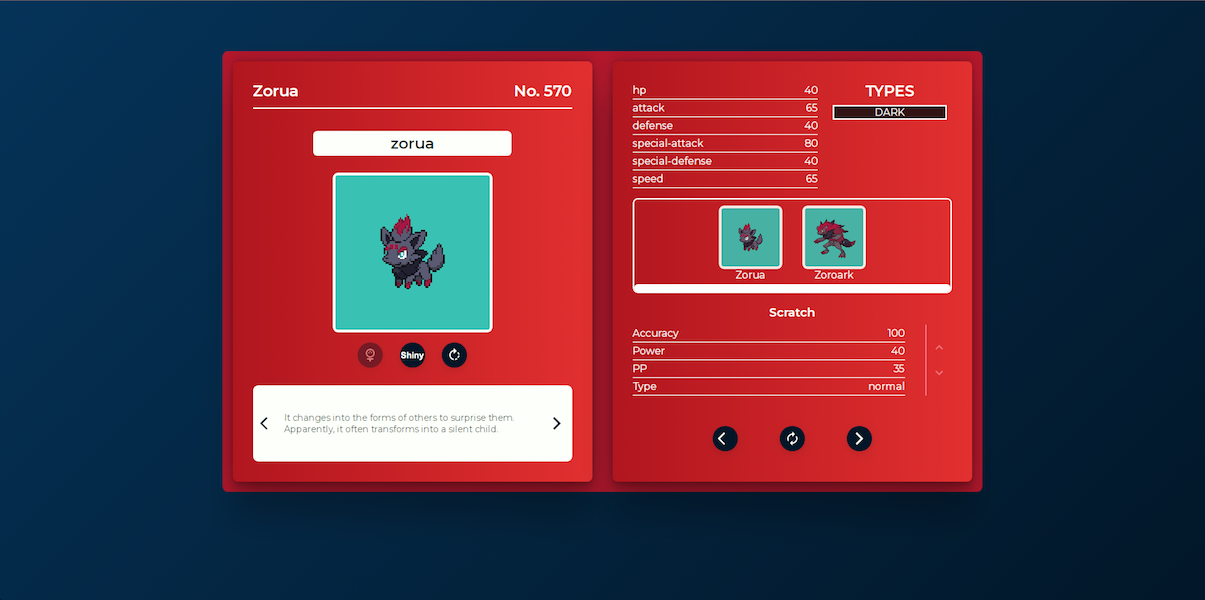 Zorua No. 570
zorua
Shiny
It changes into the forms of others to surprise them.
Apparently, it often transforms into a silent child.
hp 40
attack 65
defense 40
special-attack 80
special-defense 40
speed 65
TYPES
DARK
Zorua Zoroark
Scratch
Accuracy 100
Power 40
PP 35
Type normal